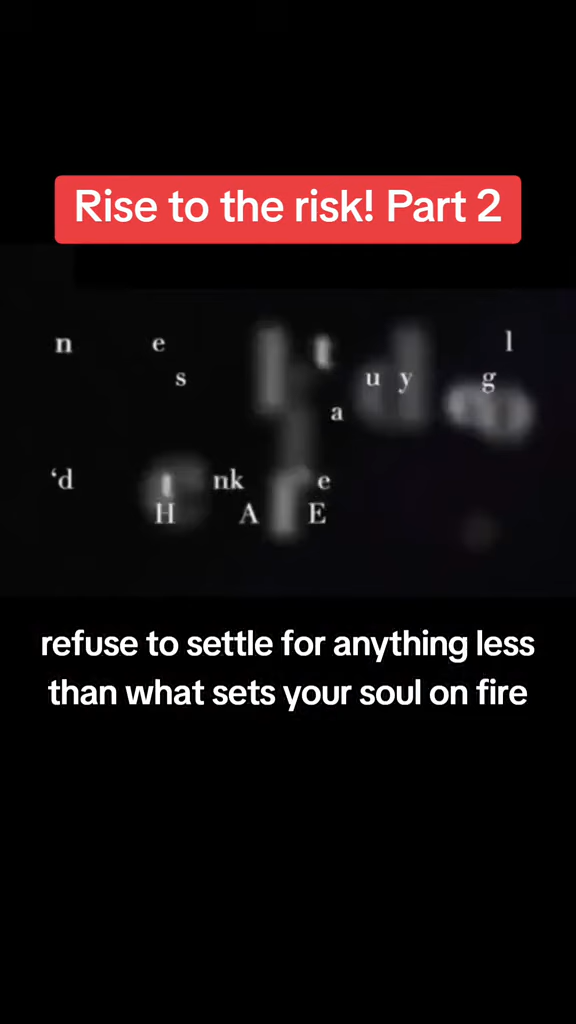 Rise to the risk! Part 2
n e t l
s u y g
a
‘d t nk e
H A E
refuse to settle for anything less
than what sets your soul on fire